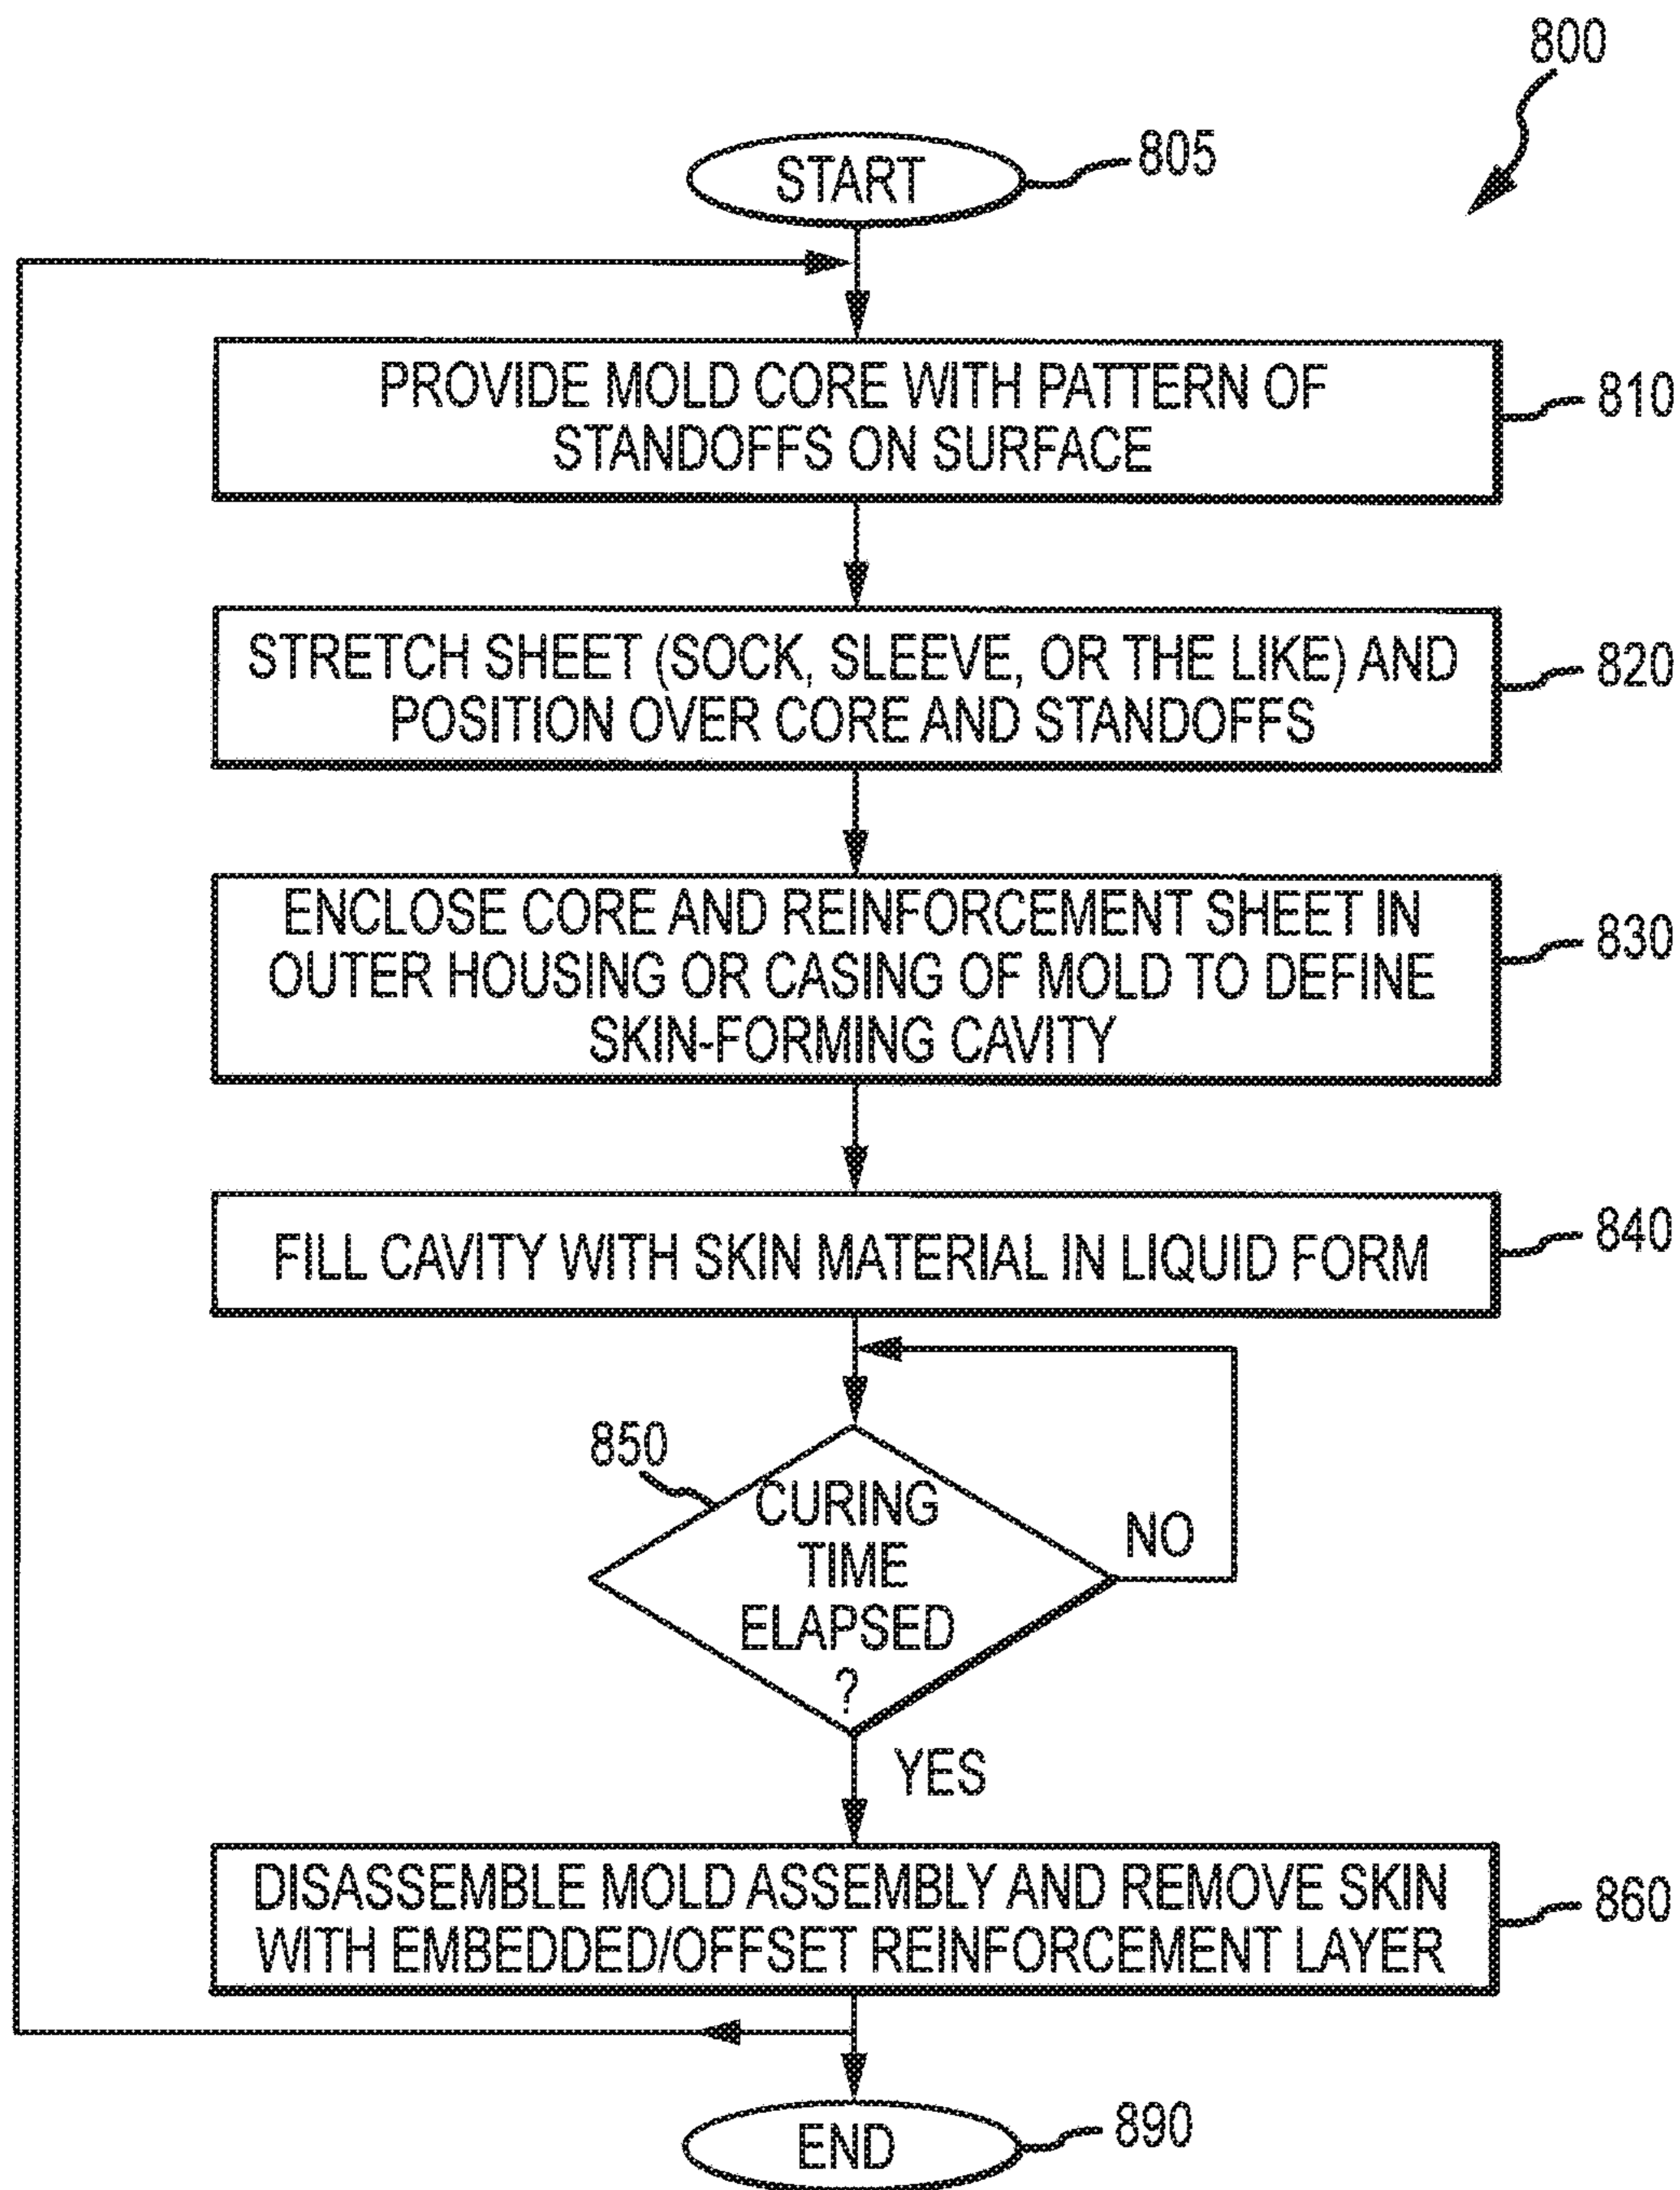 800
START
805
PROVIDE MOLD CORE WITH PATTERN OF
STANDOFFS ON SURFACE
810
STRETCH SHEET (SOCK, SLEEVE, OR THE LIKE) AND
POSITION OVER CORE AND STANDOFFS
820
ENCLOSE CORE AND REINFORCEMENT SHEET IN
OUTER HOUSING OR CASING OF MOLD TO DEFINE
SKIN-FORMING CAVITY
830
FILL CAVITY WITH SKIN MATERIAL IN LIQUID FORM
840
850
CURING
TIME
ELAPSED
?
NO
YES
DISASSEMBLE MOLD ASSEMBLY AND REMOVE SKIN
WITH EMBEDDED/OFFSET REINFORCEMENT LAYER
860
END
890